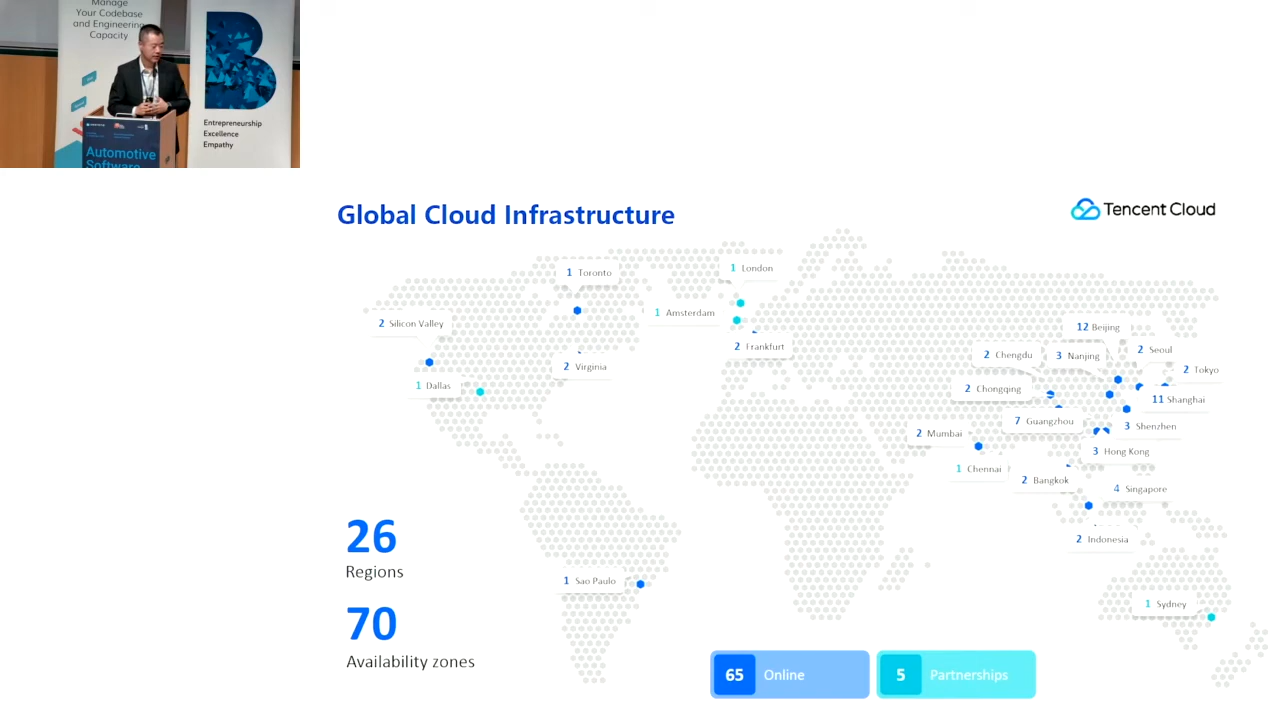 Manage
Your Codebase
and Engineering
Capacity
B
Entrepreneurship
Excellence
Empathy
Automotive
Software
Global Cloud Infrastructure
Tencent Cloud
1 Toronto
1 London
1 Amsterdam
2 Silicon Valley
2 Frankfurt
2 Virginia
1 Dallas
12 Beijing
2 Chengdu
3 Nanjing
2 Seoul
2 Tokyo
2 Chongqing
11 Shanghai
7 Guangzhou
3 Shenzhen
2 Mumbai
3 Hong Kong
1 Chennai
2 Bangkok
4 Singapore
2 Indonesia
26
Regions
1 Sao Paulo
1 Sydney
70
Availability zones
65 Online
5 Partnerships